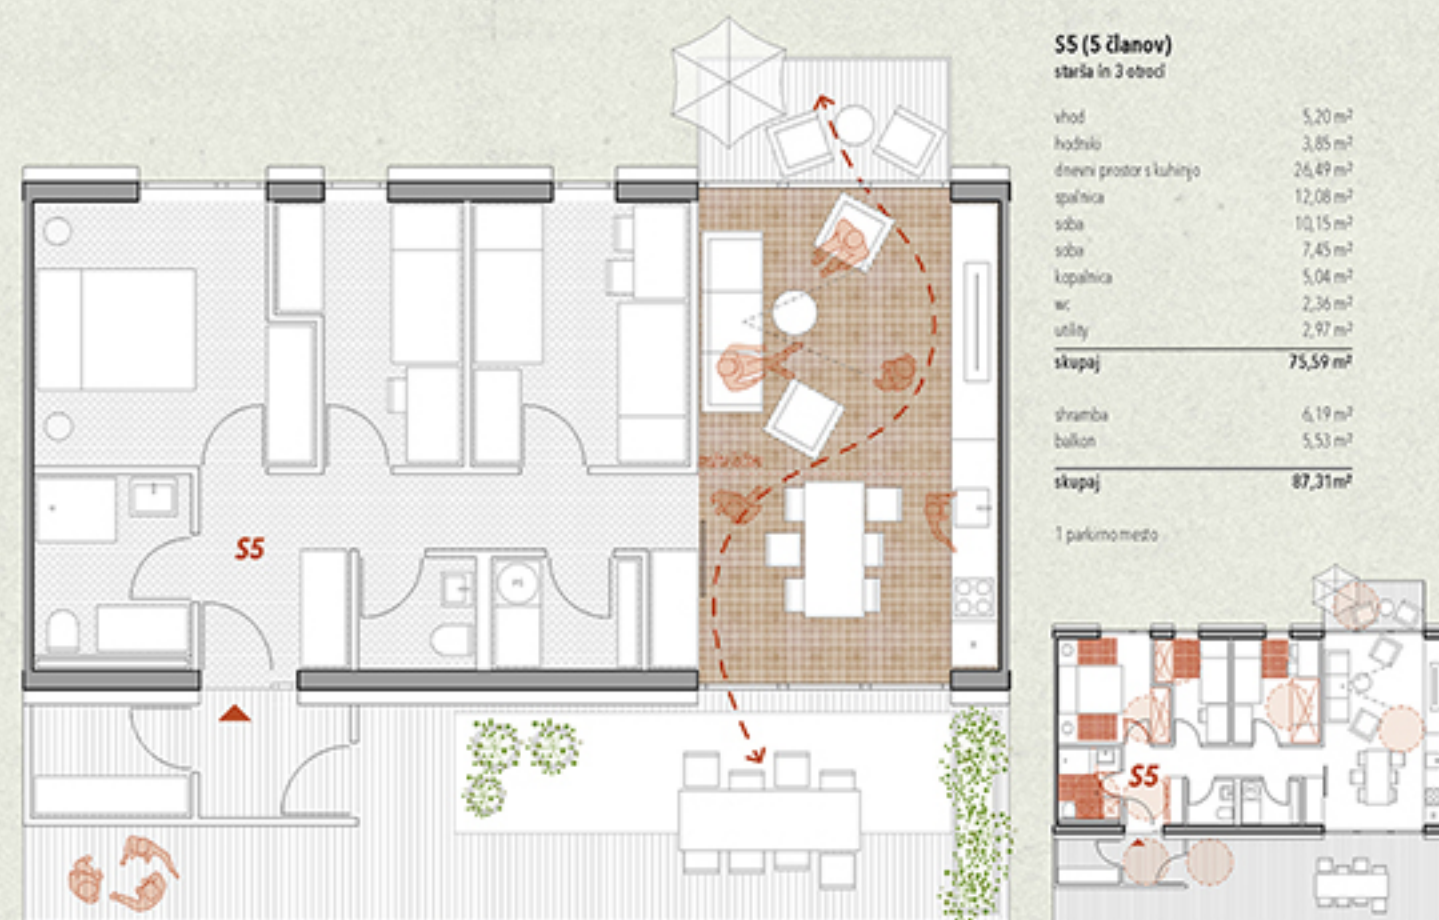 S5 (5 članov)
starša in 3 otroci
vhod 5,20 m²
hodniki 3,85 m²
dnevni prostor s kuhinjo 26,49 m²
spalnica 12,08 m²
soba 10,15 m²
soba 7,45 m²
kopalnica 5,04 m²
wc 2,36 m²
utility 2,97 m²
skupaj 75,59 m²
shramba 6,19 m²
balkon 5,53 m²
skupaj 87,31 m²
1 parkirno mesto
S5
PS
S5